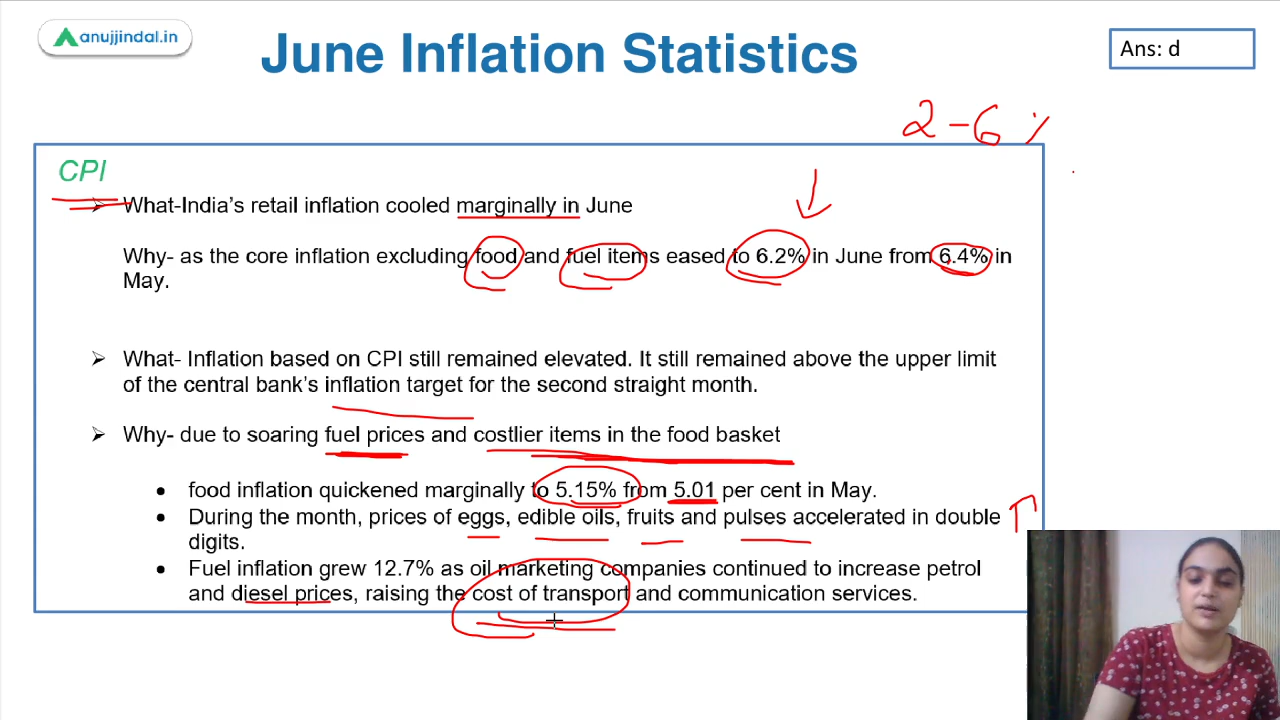 anujjindal.in
June Inflation Statistics
Ans: d
2-6 %
CPI
What-India's retail inflation cooled marginally in June
Why- as the core inflation excluding food and fuel items eased to 6.2% in June from 6.4% in
May.
What- Inflation based on CPI still remained elevated. It still remained above the upper limit
of the central bank's inflation target for the second straight month.
Why- due to soaring fuel prices and costlier items in the food basket
• food inflation quickened marginally to 5.15% from 5.01 per cent in May.
• During the month, prices of eggs, edible oils, fruits and pulses accelerated in double
digits.
• Fuel inflation grew 12.7% as oil marketing companies continued to increase petrol
and diesel prices, raising the cost of transport and communication services.